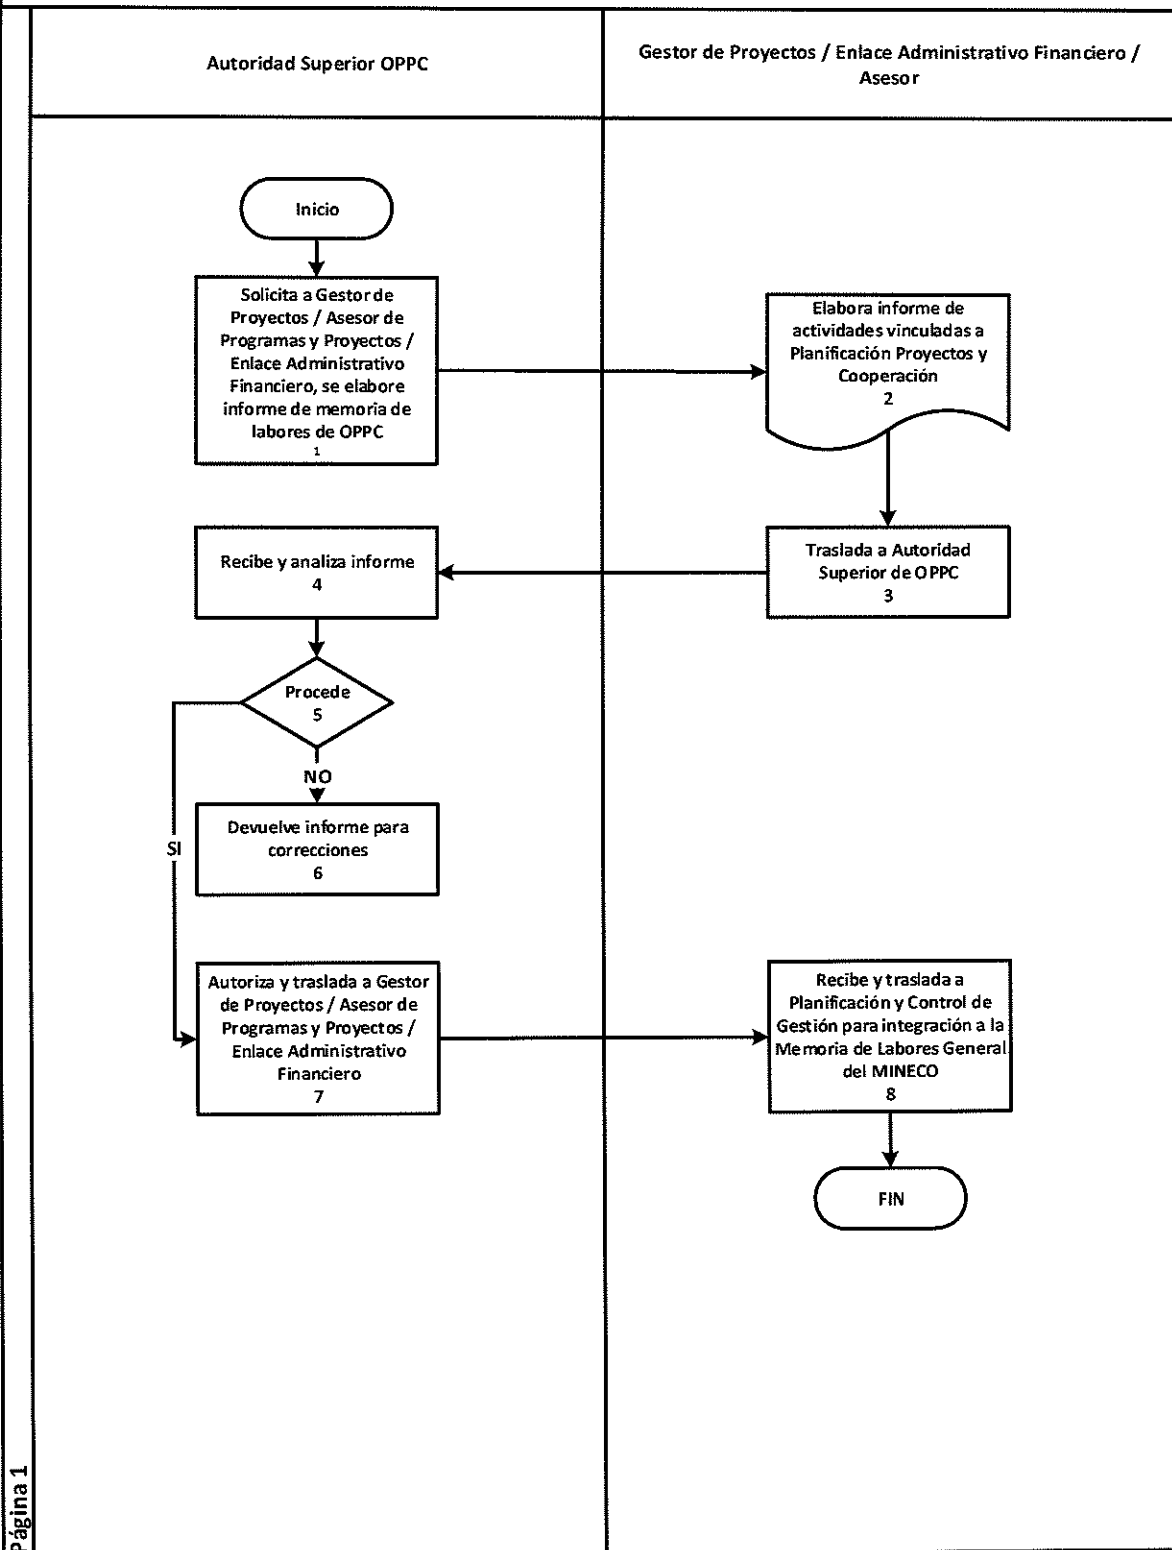 Autoridad Superior OPPC
Gestor de Proyectos / Enlace Administrativo Financiero /
Asesor
Inicio
Solicita a Gestor de
Proyectos / Asesor de
Programas y Proyectos /
Enlace Administrativo
Financiero, se elabore
informe de memoria de
labores de OPPC
1
Elabora informe de
actividades vinculadas a
Planificación Proyectos y
Cooperación
2
Traslada a Autoridad
Superior de OPPC
3
Recibe y analiza informe
4
Procede
5
NO
SI
Devuelve informe para
correcciones
6
Autoriza y traslada a Gestor
de Proyectos / Asesor de
Programas y Proyectos /
Enlace Administrativo
Financiero
7
Recibe y traslada a
Planificación y Control de
Gestión para integración a la
Memoria de Labores General
del MINECO
8
FIN
Página 1